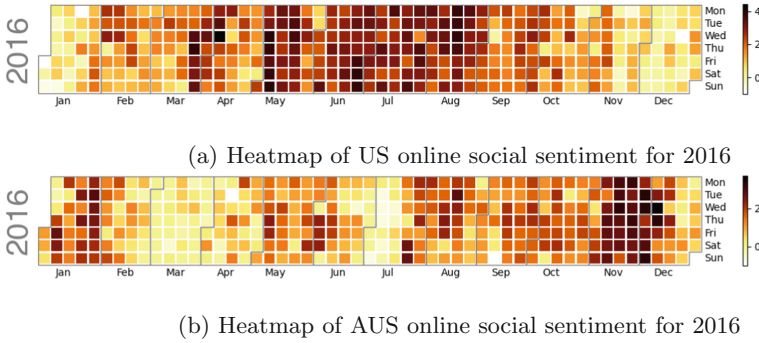 2016
Mon
Tue
Wed
Thu
Fri
Sat
Sun
Jan Feb Mar Apr May Jun Jul Aug Sep Oct Nov Dec
4
2
0
(a) Heatmap of US online social sentiment for 2016
2016
Mon
Tue
Wed
Thu
Fri
Sat
Sun
Jan Feb Mar Apr May Jun Jul Aug Sep Oct Nov Dec
2
0
(b) Heatmap of AUS online social sentiment for 2016